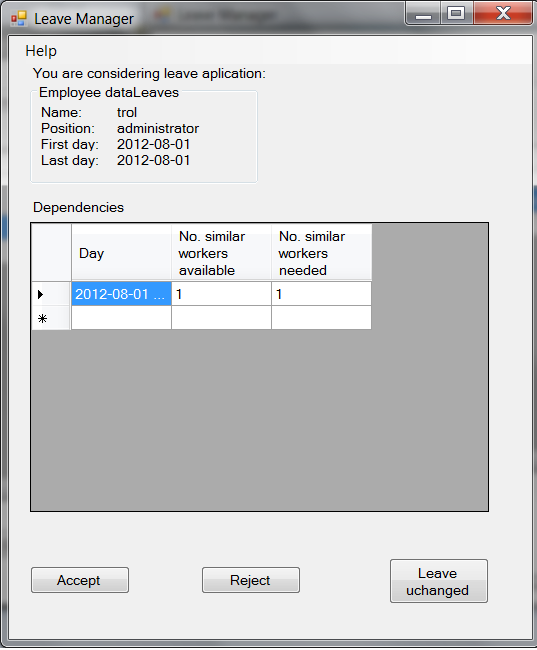 Leave Manager
Help
You are considering leave aplication:
Employee dataLeaves
Name: trol
Position: administrator
First day: 2012-08-01
Last day: 2012-08-01
Dependencies
Day
No. similar
workers
available
No. similar
workers
needed
2012-08-01 ... 1 1
Accept
Reject
Leave
uchanged